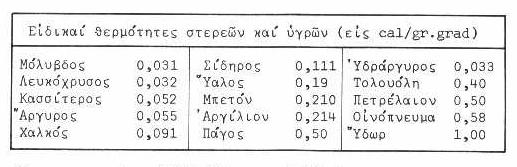 Εἰδικαί θερμότητες στερεῶν καί ὑγρῶν (εἰς cal/gr.grad)
Μόλυβδος 0,031 Σίδηρος 0,111 Ὑδράργυρος 0,033
Λευκόχρυσος 0,032 Ὕαλος 0,19 Τολουόλη 0,40
Κασσίτερος 0,052 Μπετόν 0,210 Πετρέλαιον 0,50
Ἄργυρος 0,055 Ἀργίλιον 0,214 Οἰνόπνευμα 0,58
Χαλκός 0,091 Πάγος 0,50 Ὕδωρ 1,00